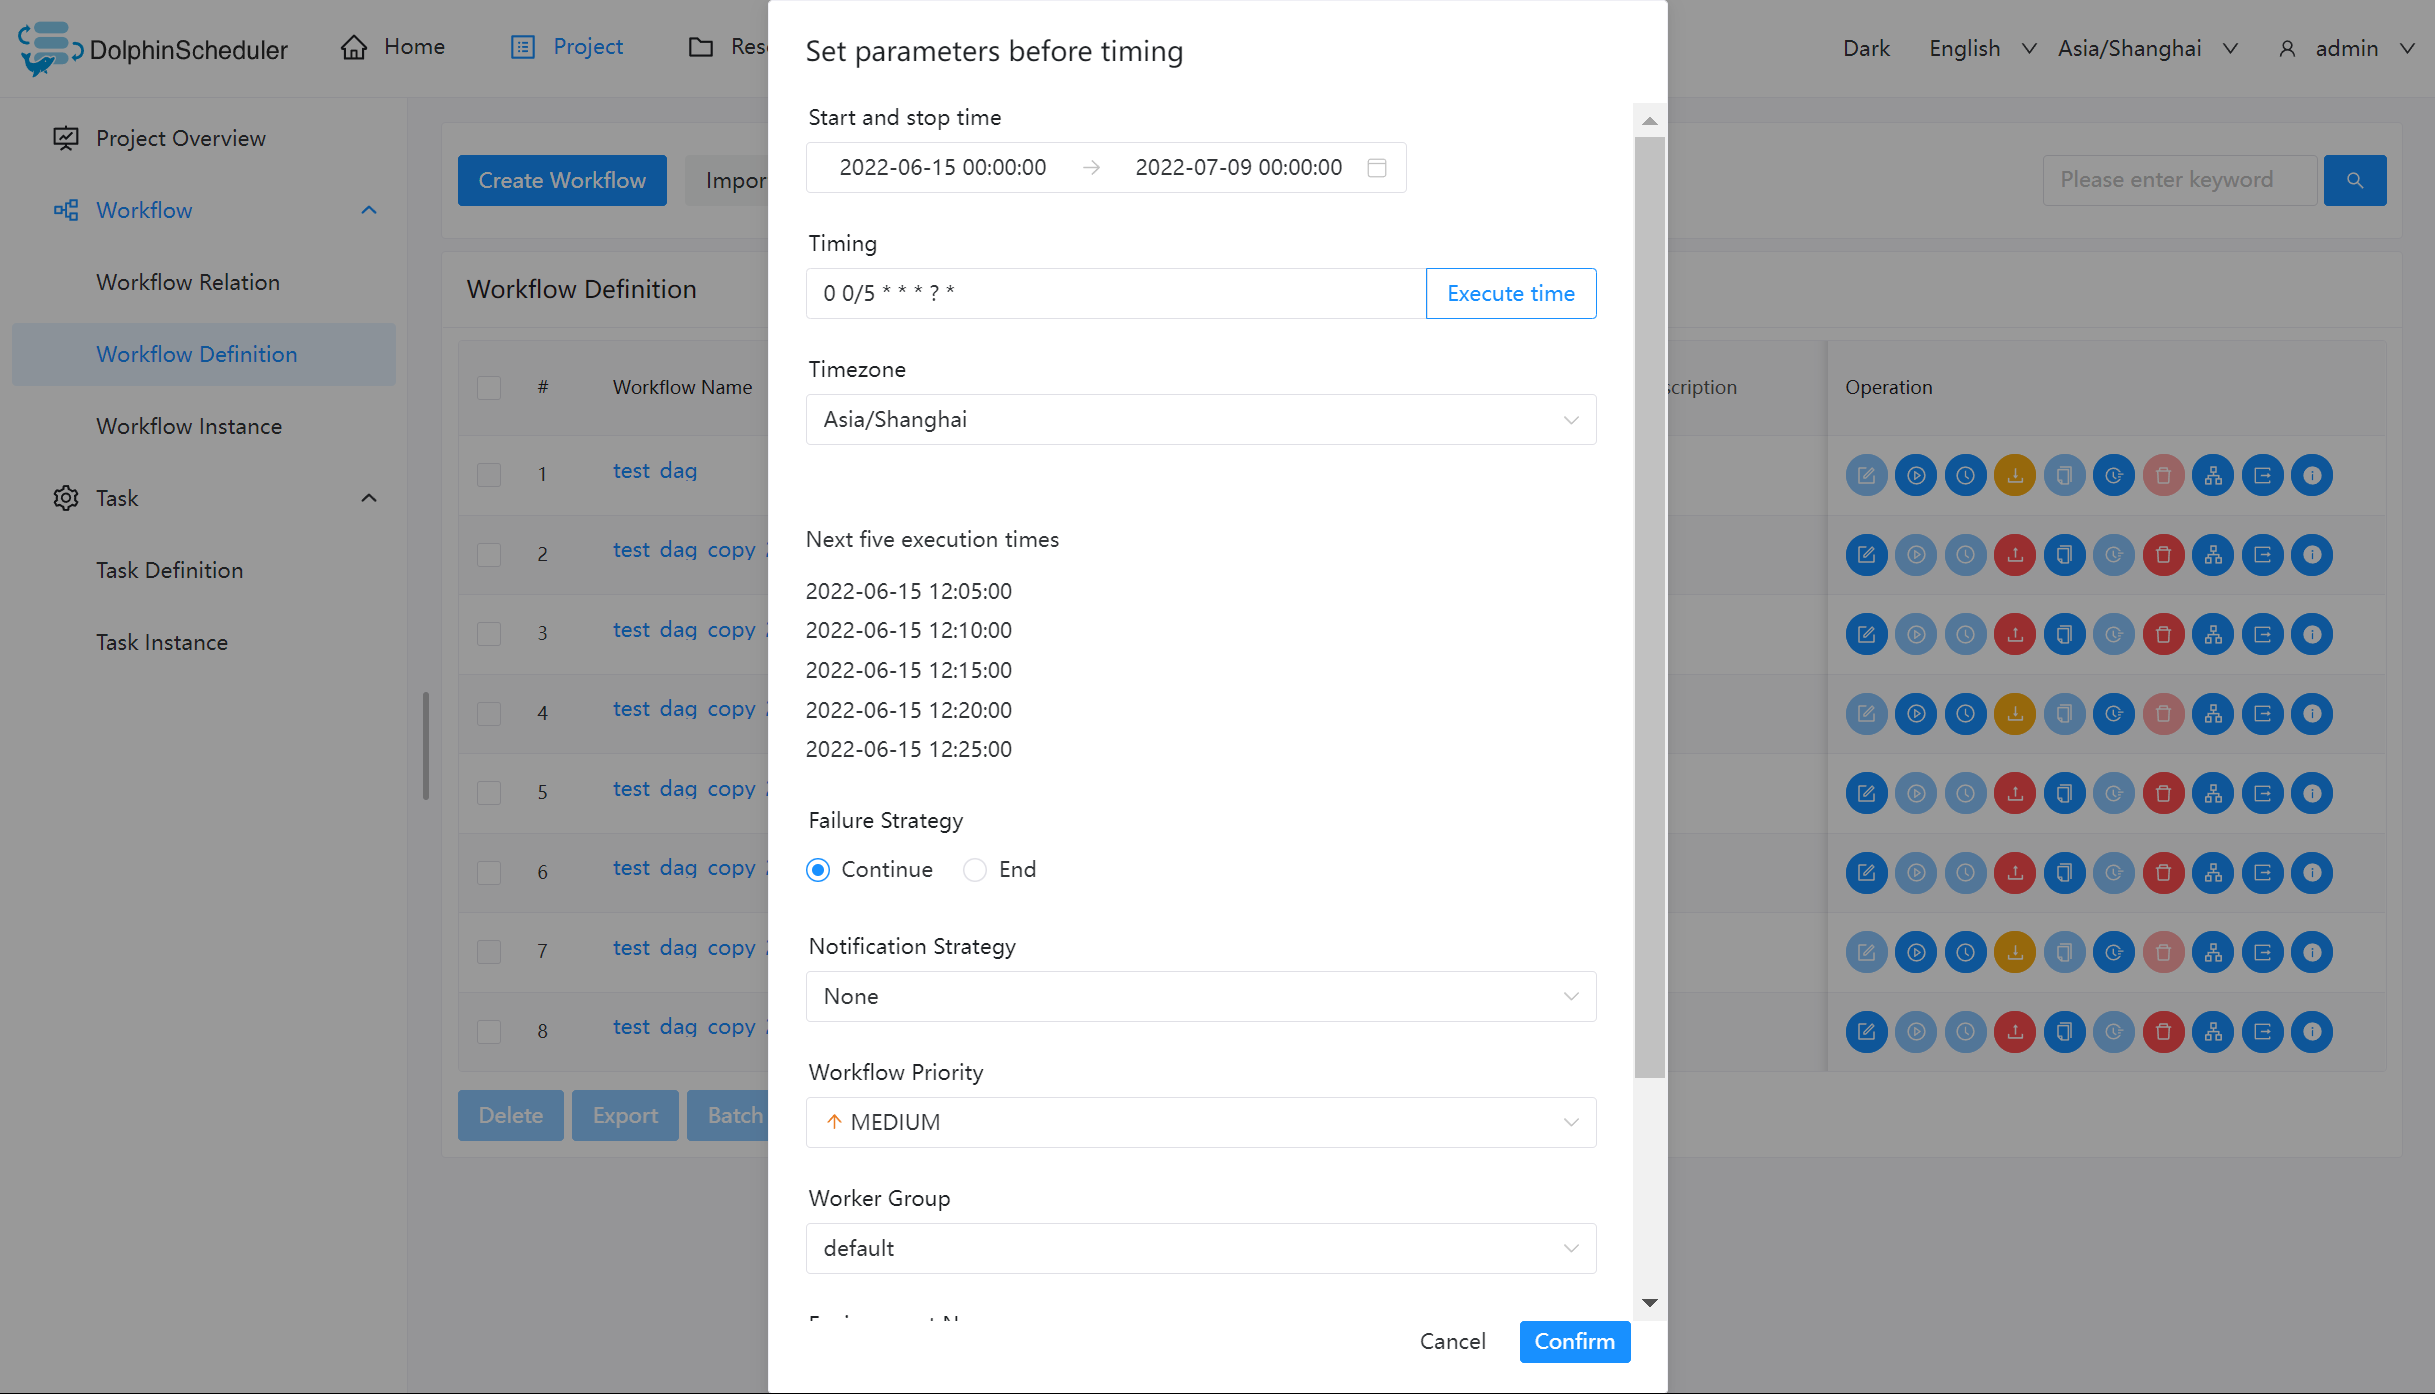 DolphinScheduler
Home
Project
Dark
English
Asia/Shanghai
admin
Project Overview
Workflow
Workflow Relation
Workflow Definition
Workflow Instance
Task
Task Definition
Task Instance
Create Workflow
Please enter keyword
Workflow Definition
# Workflow Name Operation
1 test dag
2 test dag copy
3 test dag copy
4 test dag copy
5 test dag copy
6 test dag copy
7 test dag copy
8 test dag copy
Delete
Export
Batch
Set parameters before timing
Start and stop time
2022-06-15 00:00:00 → 2022-07-09 00:00:00
Timing
0 0/5 * * * ? *
Execute time
Timezone
Asia/Shanghai
Next five execution times
2022-06-15 12:05:00
2022-06-15 12:10:00
2022-06-15 12:15:00
2022-06-15 12:20:00
2022-06-15 12:25:00
Failure Strategy
Continue
End
Notification Strategy
None
Workflow Priority
MEDIUM
Worker Group
default
Cancel
Confirm